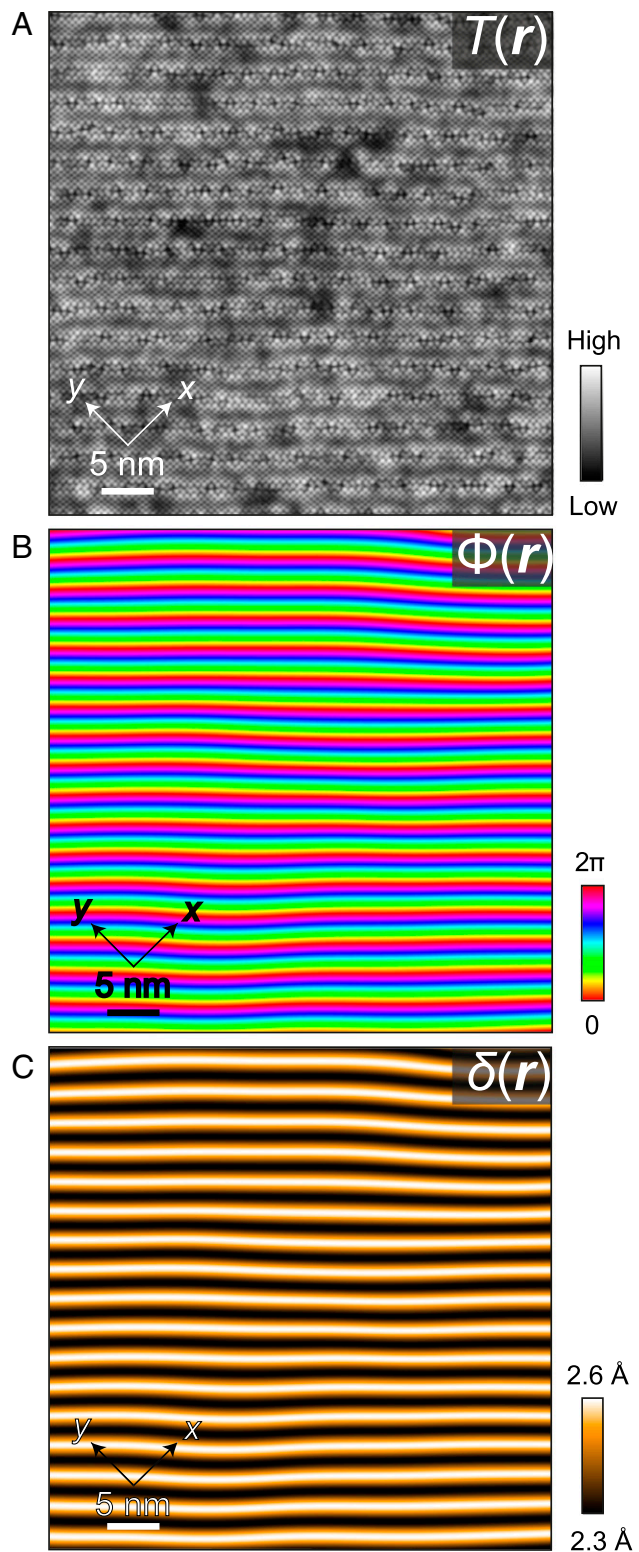 A
T(r)
y
x
5 nm
High
Low
B
Φ(r)
y
x
5 nm
2π
0
C
δ(r)
y
x
5 nm
2.6 Å
2.3 Å